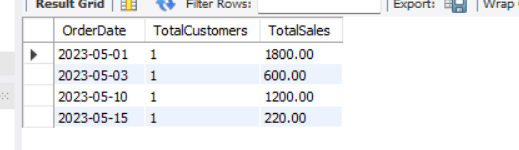 Result Grid | Filter Rows: | Export: | Wrap
OrderDate TotalCustomers TotalSales
2023-05-01 1 1800.00
2023-05-03 1 600.00
2023-05-10 1 1200.00
2023-05-15 1 220.00